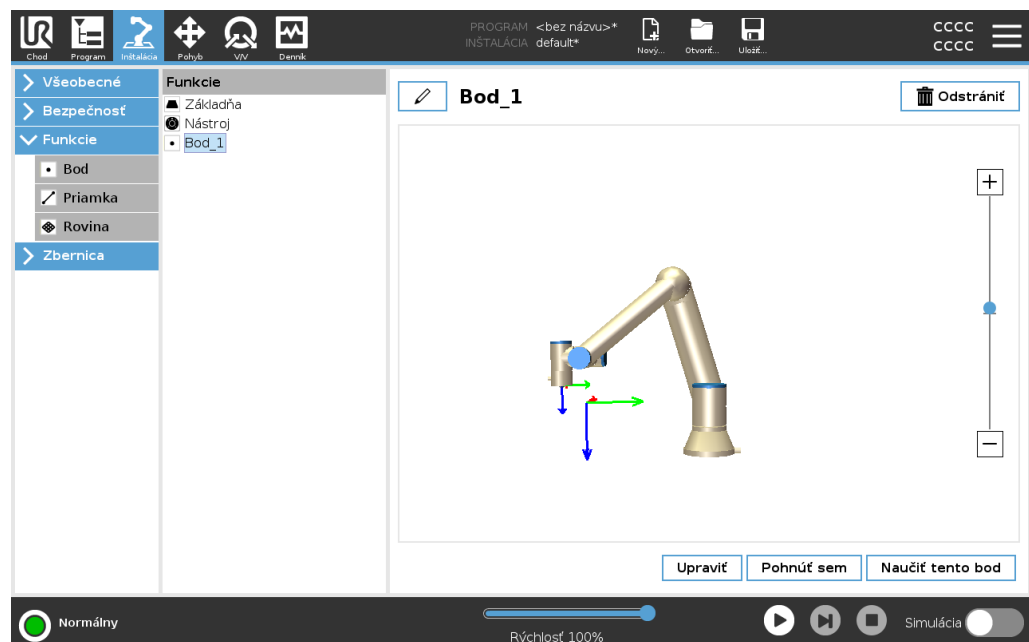 UR
PROGRAM <bez názvu>*
INŠTALÁCIA default*
CCCC
CCCC
Chod Program Inštalácia Pohyb V/V Denník Nový... Otvoriť... Uložiť...
Všeobecné
Bezpečnosť
Funkcie
Bod
Priamka
Rovina
Zbernica
Funkcie
Základňa
Nástroj
Bod_1
Bod_1
Odstrániť
+
−
Upraviť Pohnúť sem Naučiť tento bod
Normálny
Rýchlosť 100%
Simulácia